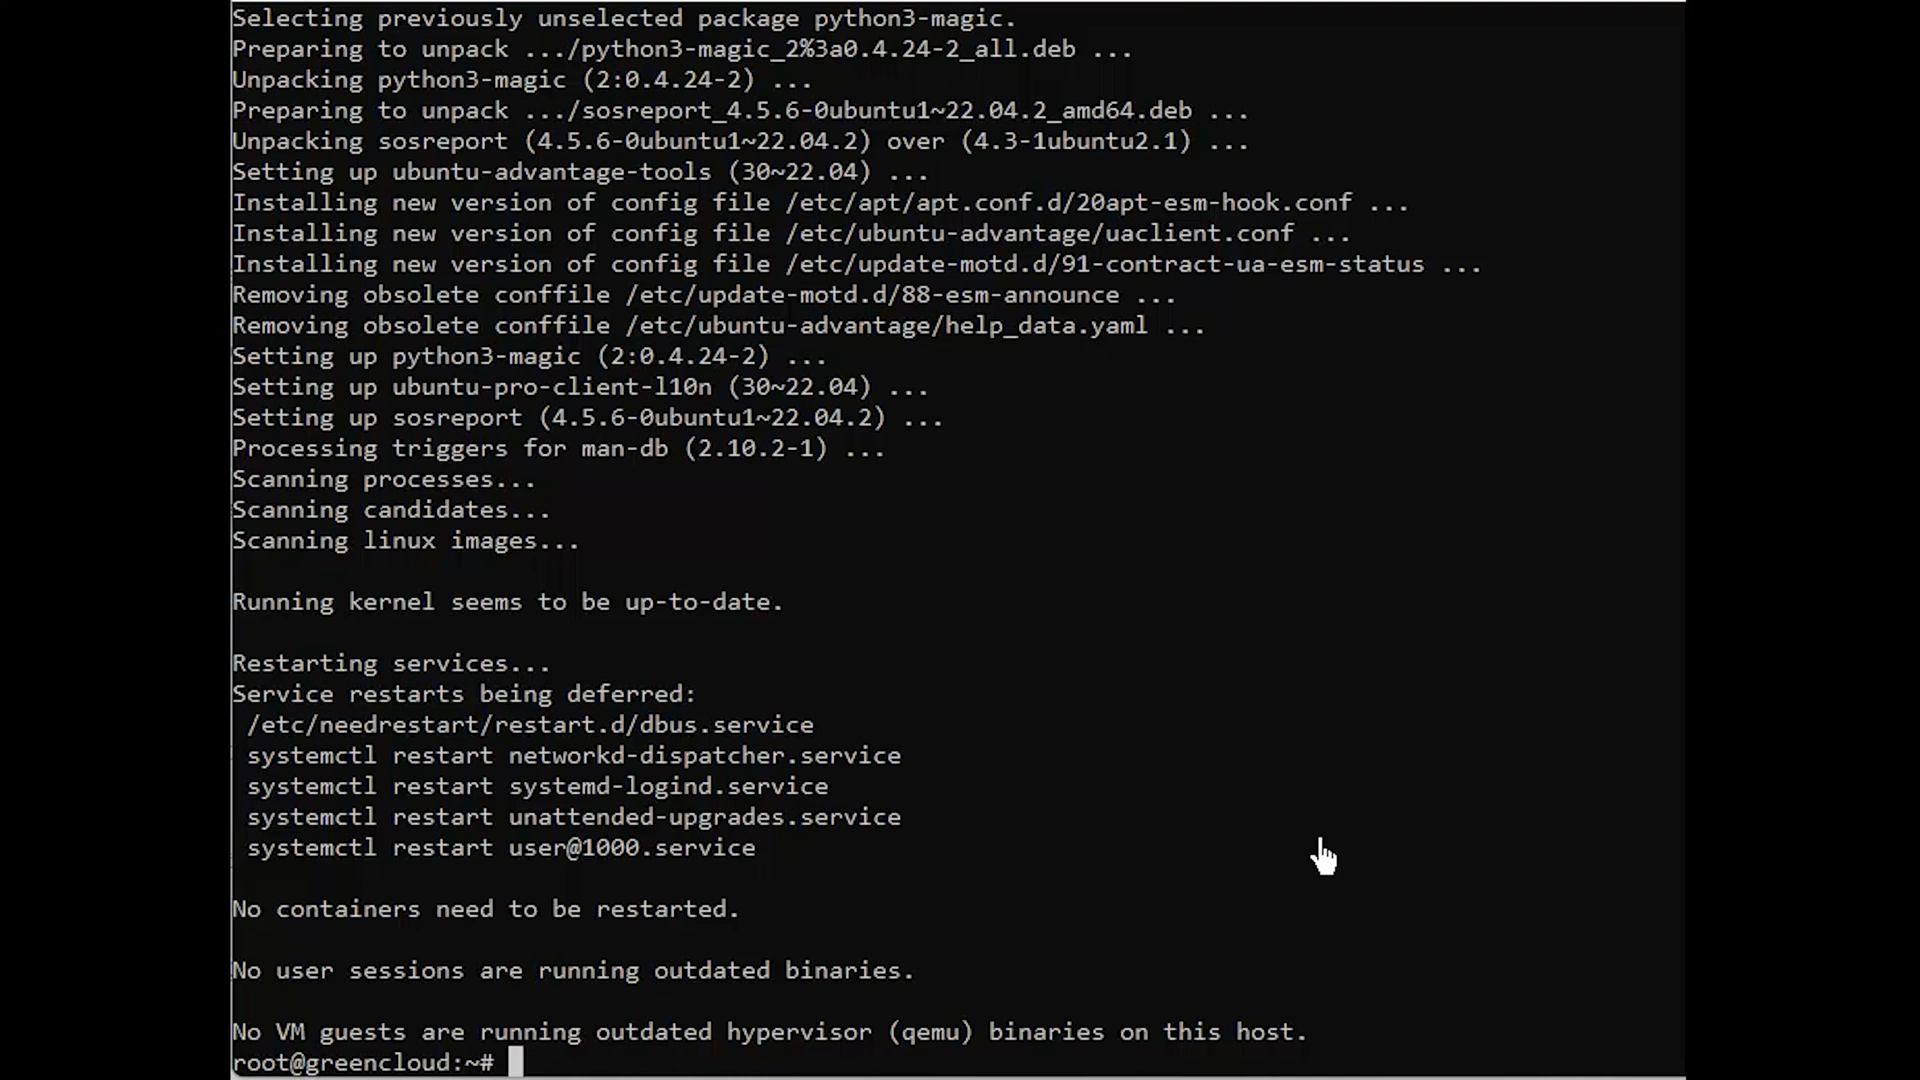 Selecting previously unselected package python3-magic.
Preparing to unpack .../python3-magic_2%3a0.4.24-2_all.deb ...
Unpacking python3-magic (2:0.4.24-2) ...
Preparing to unpack .../sosreport_4.5.6-0ubuntu1~22.04.2_amd64.deb ...
Unpacking sosreport (4.5.6-0ubuntu1~22.04.2) over (4.3-1ubuntu2.1) ...
Setting up ubuntu-advantage-tools (30~22.04) ...
Installing new version of config file /etc/apt/apt.conf.d/20apt-esm-hook.conf ...
Installing new version of config file /etc/ubuntu-advantage/uaclient.conf ...
Installing new version of config file /etc/update-motd.d/91-contract-ua-esm-status ...
Removing obsolete conffile /etc/update-motd.d/88-esm-announce ...
Removing obsolete conffile /etc/ubuntu-advantage/help_data.yaml ...
Setting up python3-magic (2:0.4.24-2) ...
Setting up ubuntu-pro-client-l10n (30~22.04) ...
Setting up sosreport (4.5.6-0ubuntu1~22.04.2) ...
Processing triggers for man-db (2.10.2-1) ...
Scanning processes...
Scanning candidates...
Scanning linux images...
Running kernel seems to be up-to-date.
Restarting services...
Service restarts being deferred:
/etc/needrestart/restart.d/dbus.service
systemctl restart networkd-dispatcher.service
systemctl restart systemd-logind.service
systemctl restart unattended-upgrades.service
systemctl restart user@1000.service
No containers need to be restarted.
No user sessions are running outdated binaries.
No VM guests are running outdated hypervisor (qemu) binaries on this host.
root@greencloud:~#